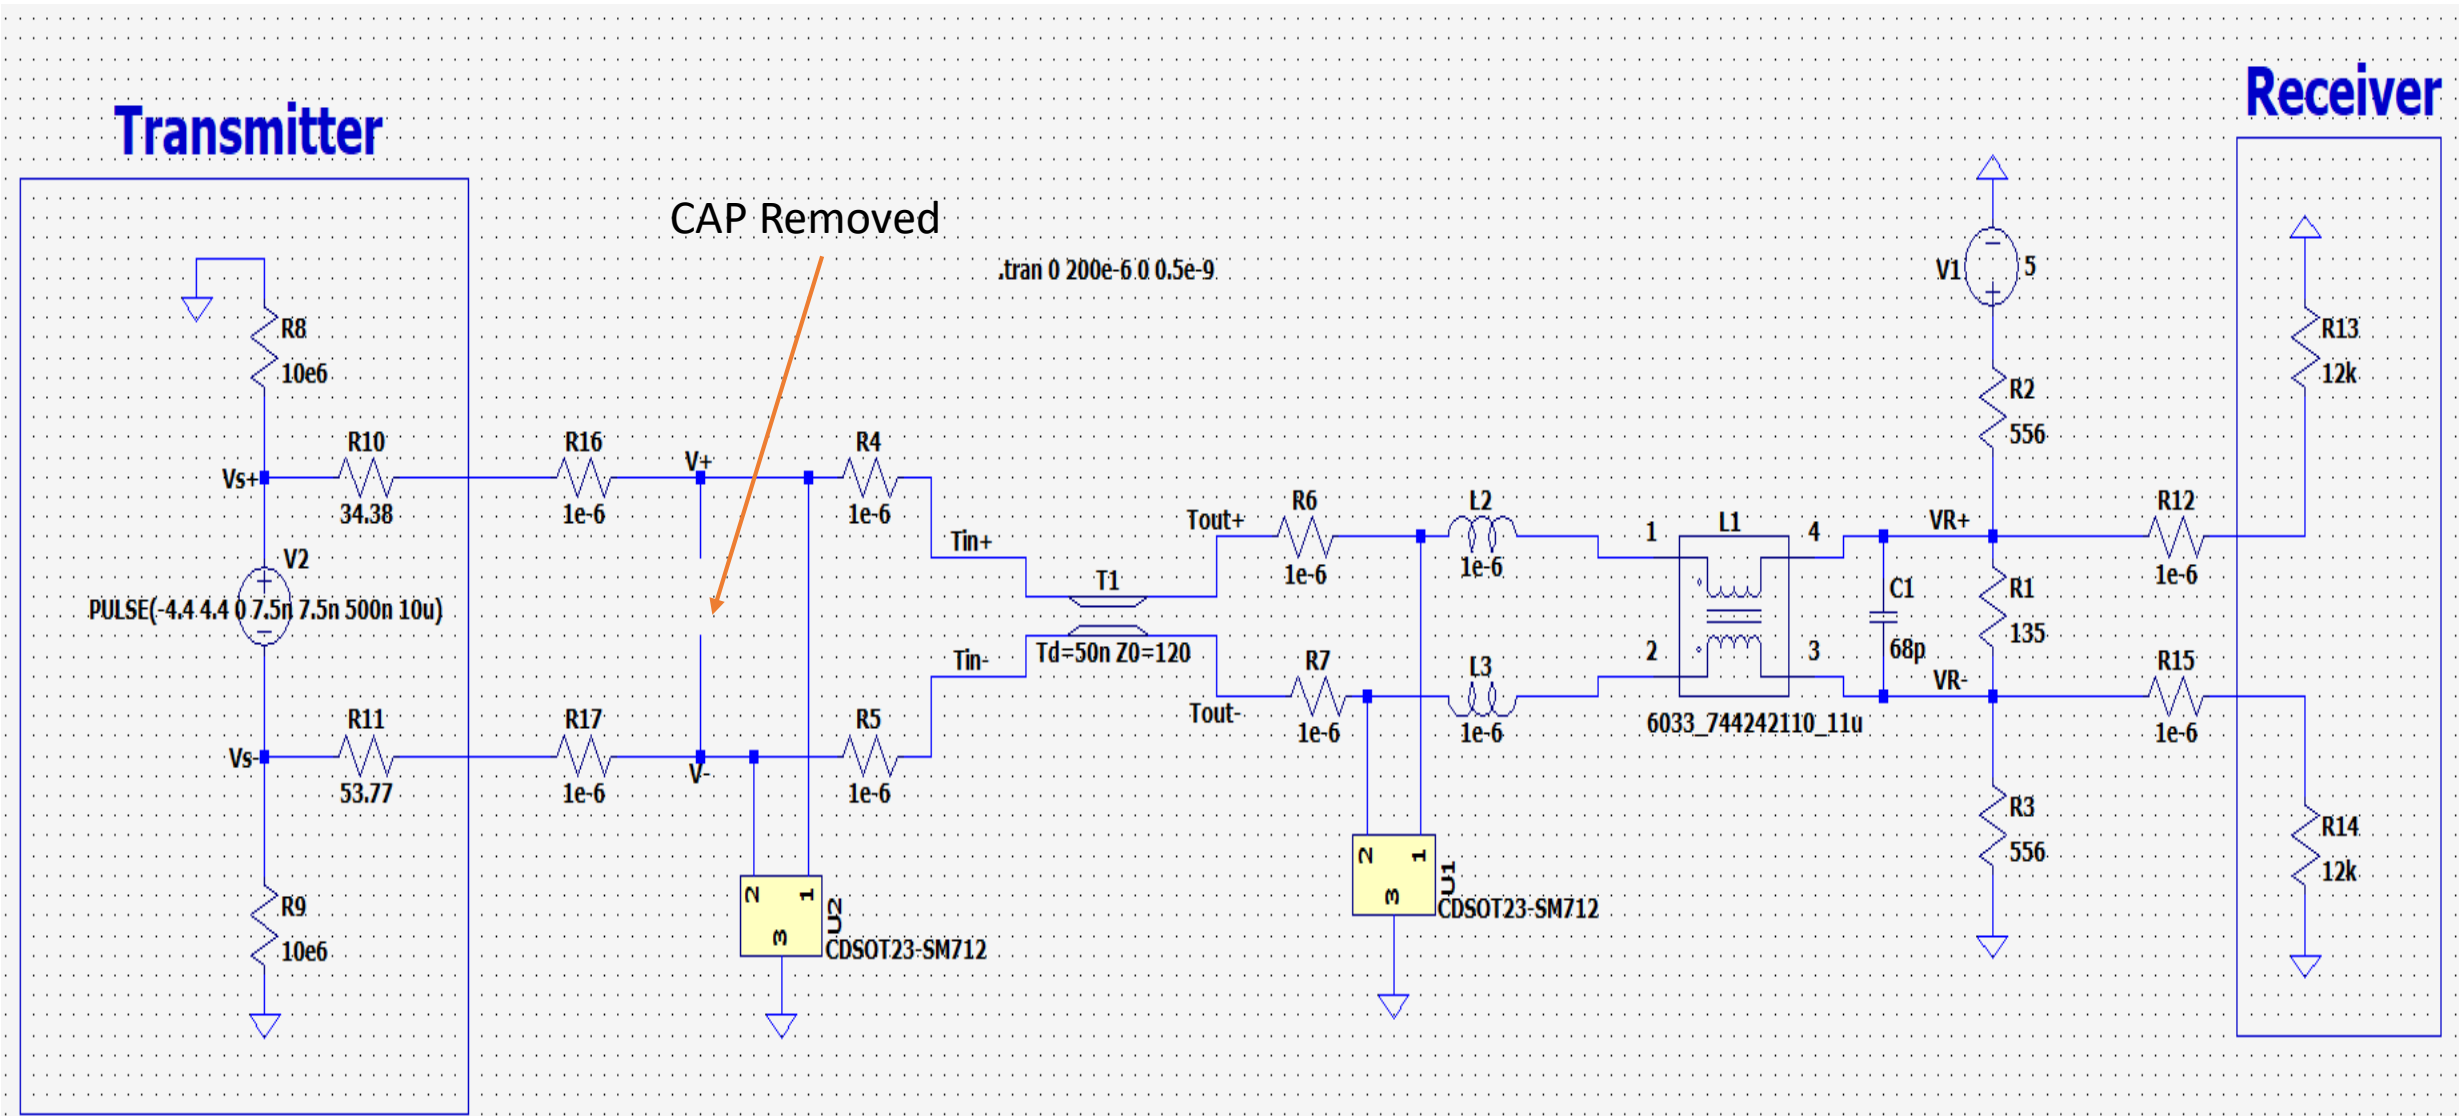 Transmitter
Receiver
CAP Removed
.tran 0 200e-6 0 0.5e-9
R8
10e6
Vs+
R10
34.38
V2
PULSE(-4.4 4.4 0 7.5n 7.5n 500n 10u)
Vs-
R11
53.77
R9
10e6
R16
1e-6
R17
1e-6
V+
V-
R4
1e-6
R5
1e-6
2
1
3
U2
CDSOT23-SM712
Tin+
Tin-
T1
Td=50n Z0=120
Tout+
Tout-
R6
1e-6
R7
1e-6
L2
1e-6
L3
1e-6
2
1
3
U1
CDSOT23-SM712
1
2
L1
4
3
6033_744242110_11u
C1
68p
VR+
VR-
V1
5
R2
556
R1
135
R3
556
R12
1e-6
R15
1e-6
R13
12k
R14
12k